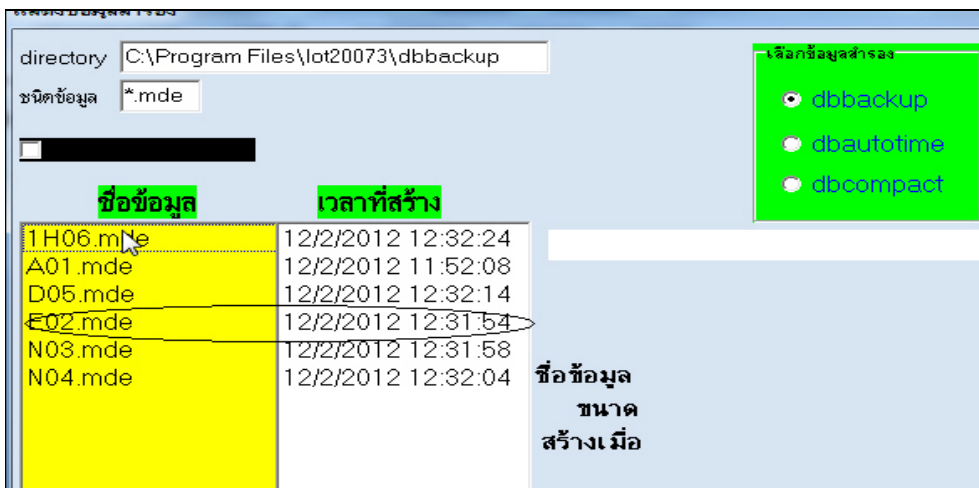 directory C:\Program Files\lot20073\dbbackup
ชนิดข้อมูล *.mde
เลือกข้อมูลสำรอง
dbbackup
dbautotime
dbcompact
ชื่อข้อมูล เวลาที่สร้าง
1H06.mde 12/2/2012 12:32:24
A01.mde 12/2/2012 11:52:08
D05.mde 12/2/2012 12:32:14
E02.mde 12/2/2012 12:31:54
N03.mde 12/2/2012 12:31:58
N04.mde 12/2/2012 12:32:04
ชื่อข้อมูล
ขนาด
สร้างเมื่อ